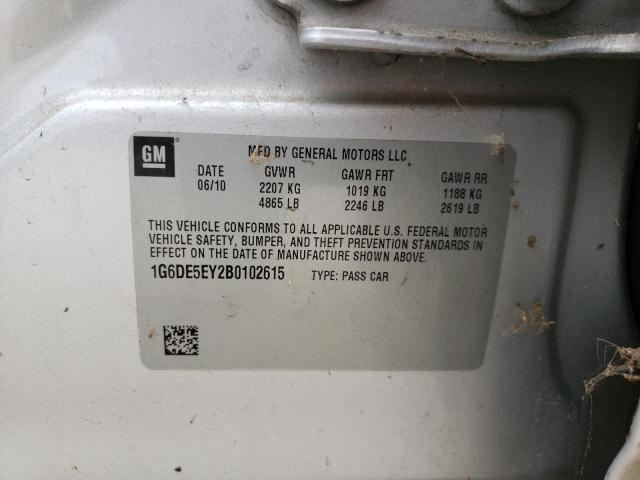 GM
MFD BY GENERAL MOTORS LLC
DATE GVWR GAWR FRT GAWR RR
06/10 2207 KG 1019 KG 1188 KG
4865 LB 2246 LB 2619 LB
THIS VEHICLE CONFORMS TO ALL APPLICABLE U.S. FEDERAL MOTOR
VEHICLE SAFETY, BUMPER, AND THEFT PREVENTION STANDARDS IN
EFFECT ON THE DATE OF MANUFACTURE SHOWN ABOVE.
1G6DE5EY2B0102615 TYPE: PASS CAR